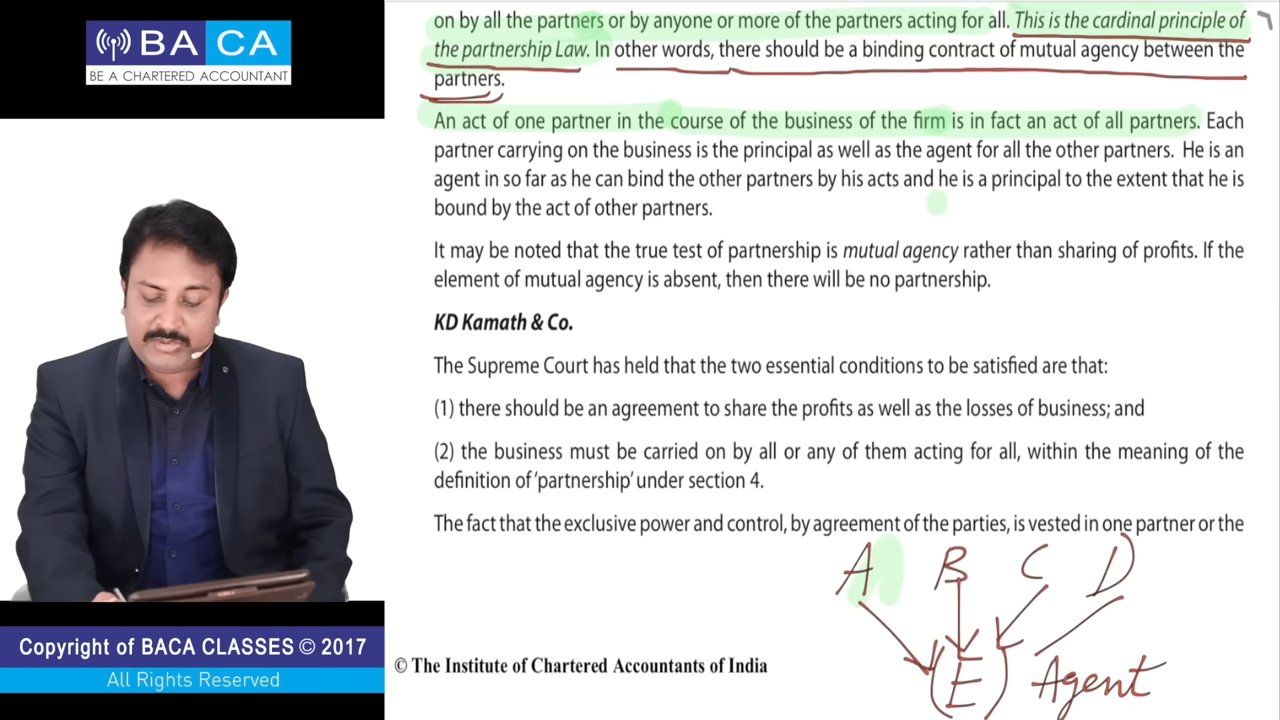 BA CA
BE A CHARTERED ACCOUNTANT
on by all the partners or by anyone or more of the partners acting for all. This is the cardinal principle of
the partnership Law. In other words, there should be a binding contract of mutual agency between the
partners.
An act of one partner in the course of the business of the firm is in fact an act of all partners. Each
partner carrying on the business is the principal as well as the agent for all the other partners. He is an
agent in so far as he can bind the other partners by his acts and he is a principal to the extent that he is
bound by the act of other partners.
It may be noted that the true test of partnership is mutual agency rather than sharing of profits. If the
element of mutual agency is absent, then there will be no partnership.
KD Kamath & Co.
The Supreme Court has held that the two essential conditions to be satisfied are that:
(1) there should be an agreement to share the profits as well as the losses of business; and
(2) the business must be carried on by all or any of them acting for all, within the meaning of the
definition of 'partnership' under section 4.
The fact that the exclusive power and control, by agreement of the parties, is vested in one partner or the
A B C D
(E) Agent
© The Institute of Chartered Accountants of India
Copyright of BACA CLASSES © 2017
All Rights Reserved